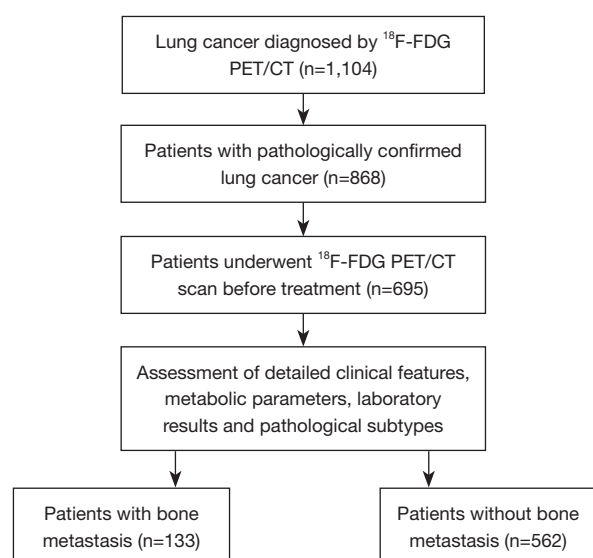 Lung cancer diagnosed by ¹⁸F-FDG
PET/CT (n=1,104)
Patients with pathologically confirmed
lung cancer (n=868)
Patients underwent ¹⁸F-FDG PET/CT
scan before treatment (n=695)
Assessment of detailed clinical features,
metabolic parameters, laboratory
results and pathological subtypes
Patients with bone
metastasis (n=133)
Patients without bone
metastasis (n=562)